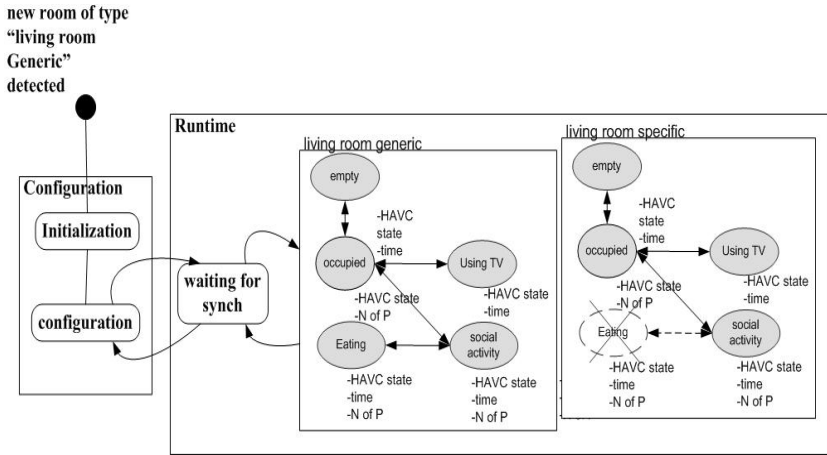 new room of type
“living room
Generic”
detected
Configuration
Initialization
configuration
Runtime
waiting for
synch
living room generic
empty
-HAVC
state
-time
occupied
Using TV
-HAVC state
-time
-HAVC state
-N of P
Eating
social
activity
-HAVC state
-time
-N of P
-HAVC state
-time
-N of P
living room specific
empty
-HAVC
state
-time
occupied
Using TV
-HAVC state
-time
-HAVC state
-N of P
Eating
social
activity
-HAVC state
-time
-N of P
-HAVC state
-time
-N of P